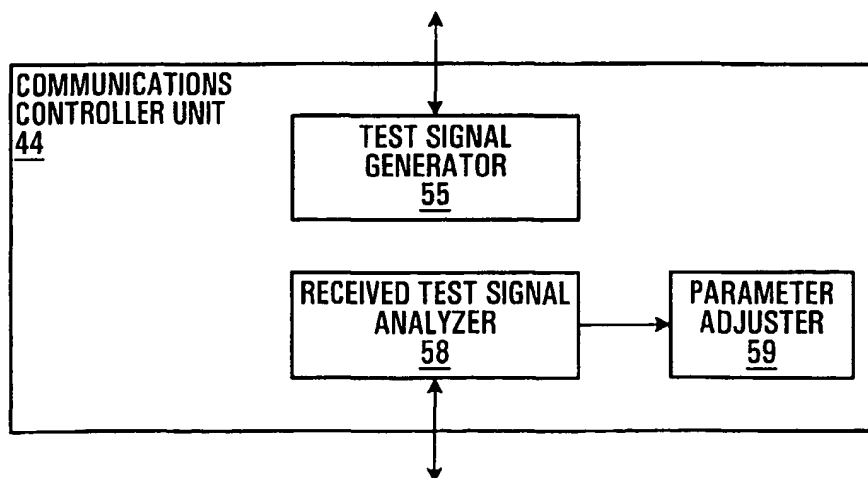 COMMUNICATIONS
CONTROLLER UNIT
44
TEST SIGNAL
GENERATOR
55
RECEIVED TEST SIGNAL
ANALYZER
58
PARAMETER
ADJUSTER
59